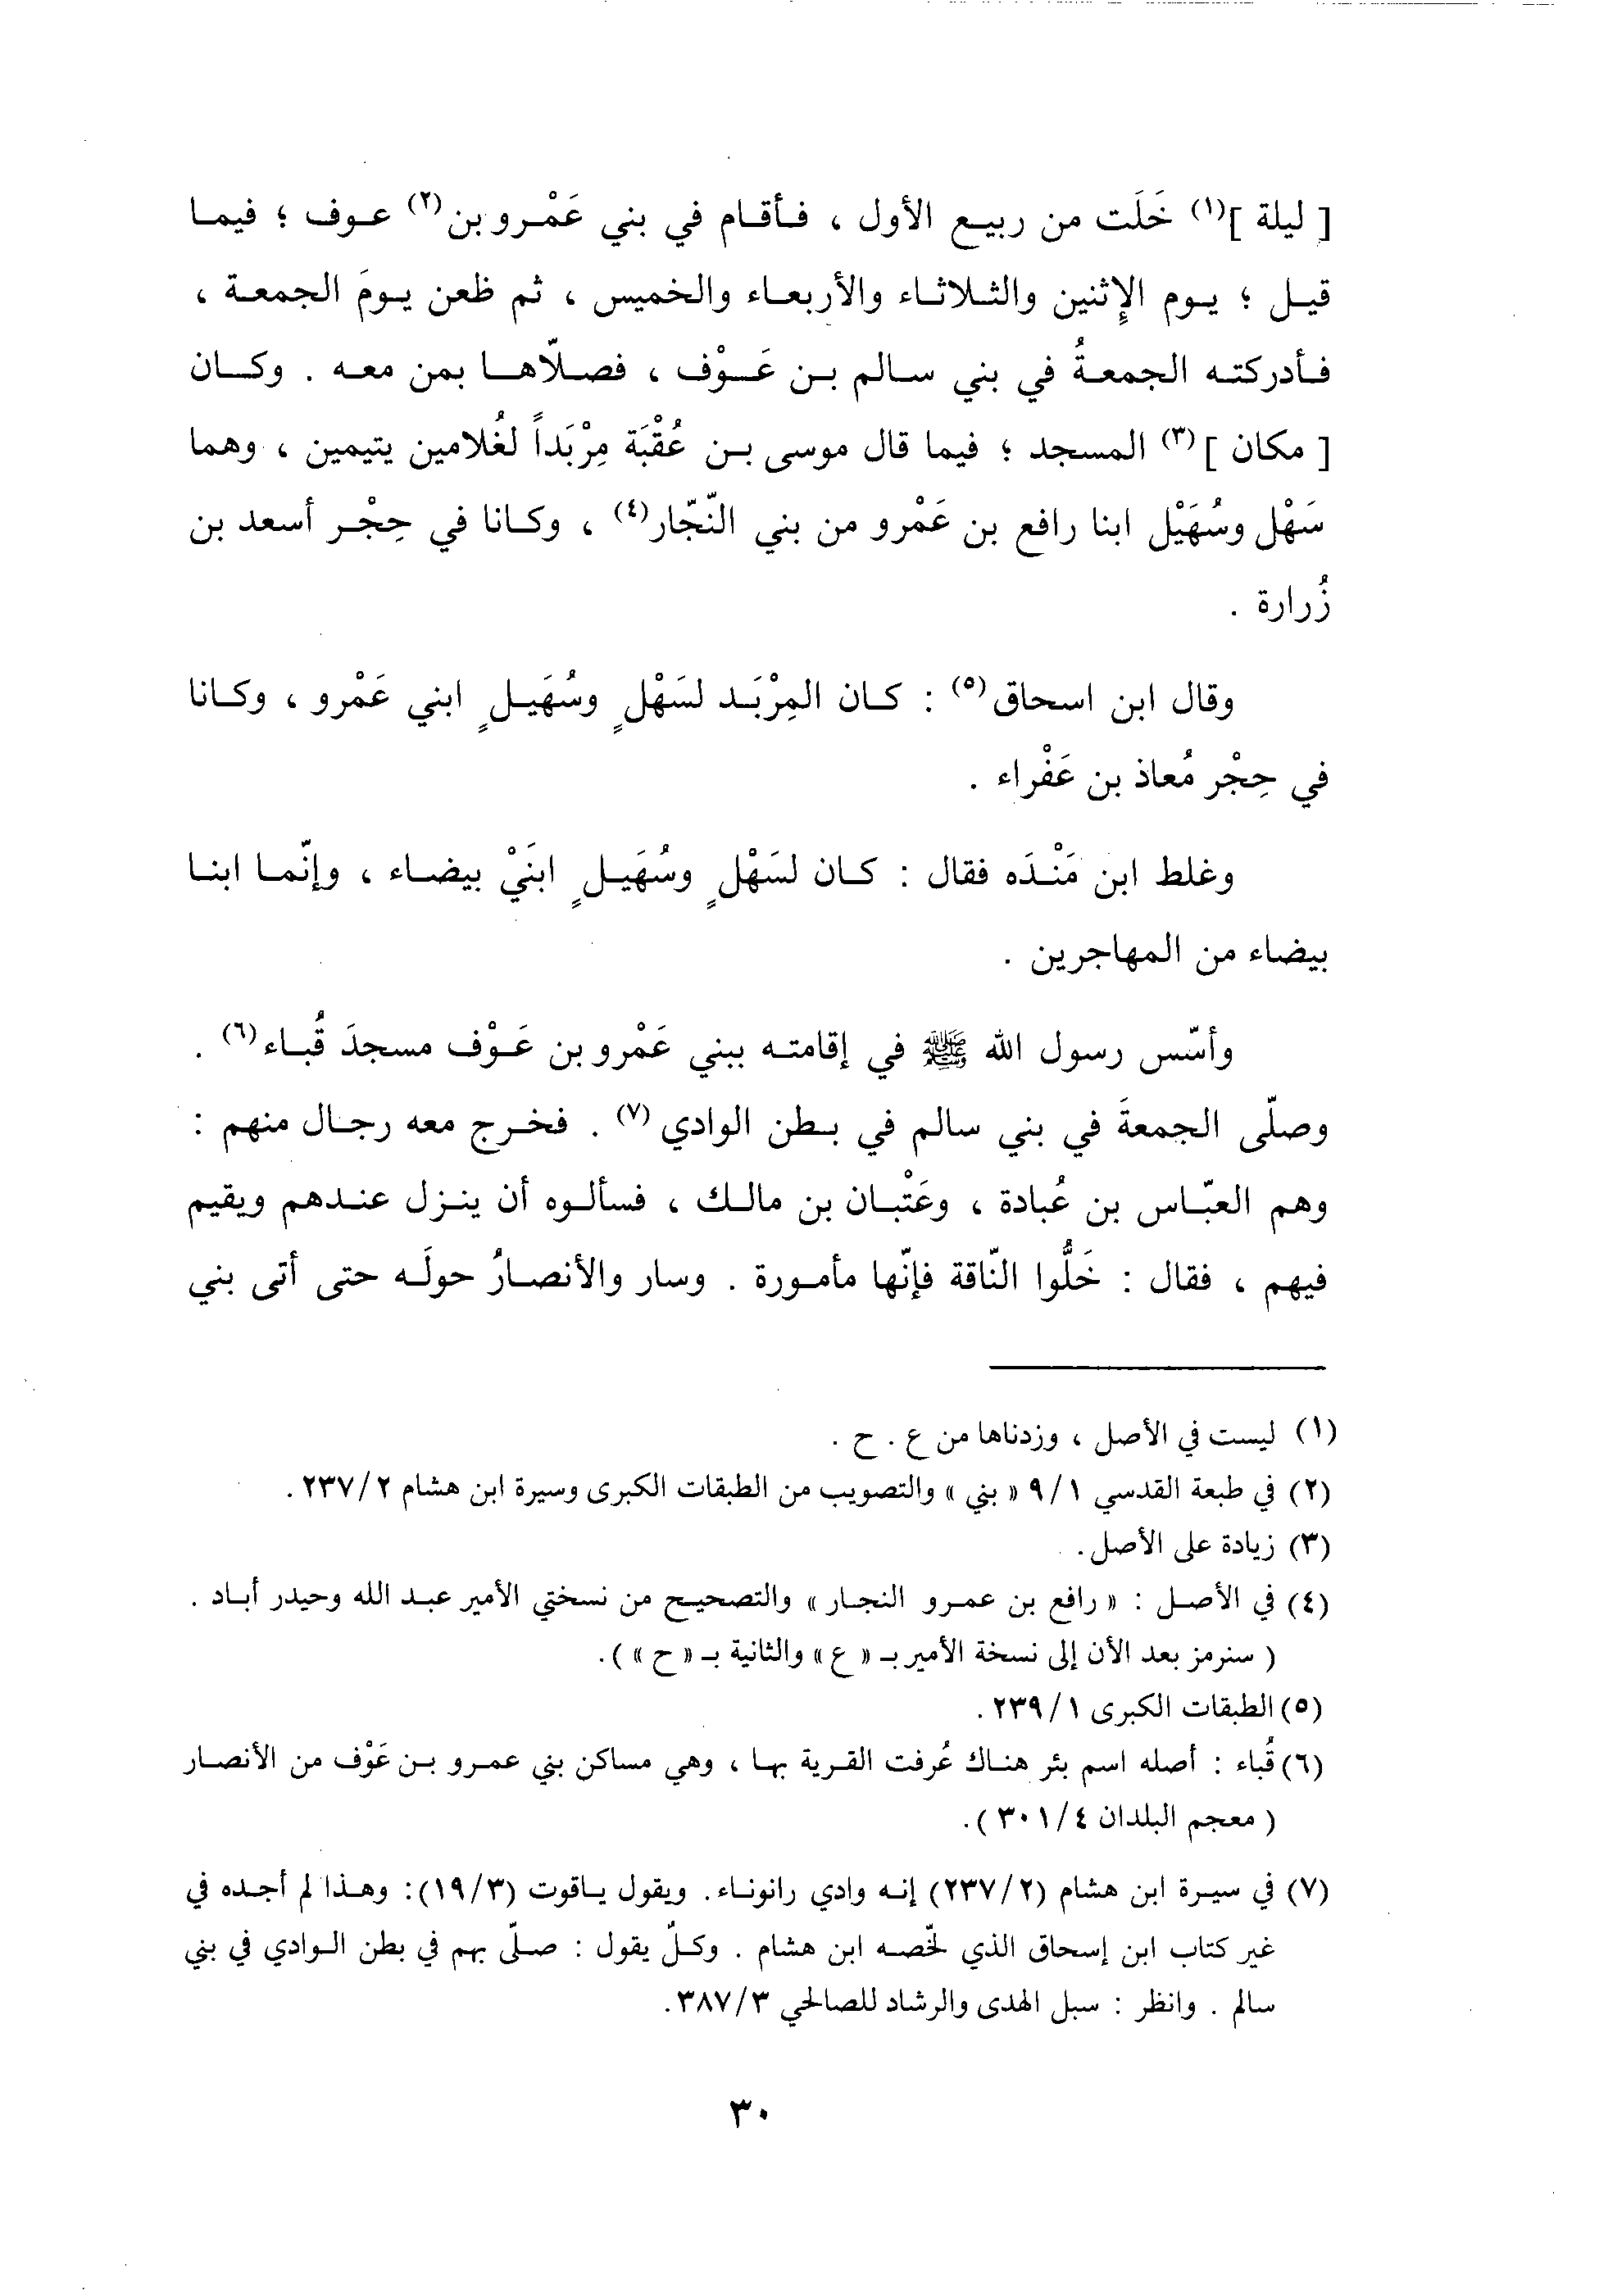 [ ليلة ](١) خَلَت من ربيع الأول ، فأقام في بني عَمْرو بن(٢) عوف ؛ فيما
قيل ؛ يوم الإثنين والثلاثاء والأربعاء والخميس ، ثم ظعن يومَ الجمعة ،
فأدركته الجمعةُ في بني سالم بن عَوْف ، فصلّاها بمن معه . وكان
[ مكان ](٣) المسجد ؛ فيما قال موسى بن عُقْبَة مِرْبَداً لغُلامين يتيمين ، وهما
سَهْل وسُهَيْل ابنا رافع بن عَمْرو من بني النّجّار(٤) ، وكانا في حِجْر أسعد بن
زُرارة .
وقال ابن اسحاق(٥) : كان المِرْبَد لسَهْلٍ وسُهَيلٍ ابني عَمْرو ، وكانا
في حِجْر مُعاذ بن عَفْراء .
وغلط ابن مَنْدَه فقال : كان لسَهْلٍ وسُهَيلٍ ابنَيْ بيضاء ، وإنّما ابنا
بيضاء من المهاجرين .
وأسّس رسول الله ﷺ في إقامته ببني عَمْرو بن عَوْف مسجدَ قُباء(٦) .
وصلّى الجمعةَ في بني سالم في بطن الوادي(٧) . فخرج معه رجال منهم :
وهم العبّاس بن عُبادة ، وعَتْبان بن مالك ، فسألوه أن ينزل عندهم ويقيم
فيهم ، فقال : خَلُّوا النّاقة فإنّها مأمورة . وسار والأنصارُ حولَه حتى أتى بني
(١) ليست في الأصل ، وزدناها من ع . ح .
(٢) في طبعة القدسي ٩/١ « بني » والتصويب من الطبقات الكبرى وسيرة ابن هشام ٢٣٧/٢ .
(٣) زيادة على الأصل .
(٤) في الأصل : « رافع بن عمرو النجار » والتصحيح من نسختي الأمير عبد الله وحيدر أباد .
( سنرمز بعد الأن إلى نسخة الأمير بـ « ع » والثانية بـ « ح » ).
(٥) الطبقات الكبرى ٢٣٩/١ .
(٦) قُباء : أصله اسم بئر هناك عُرفت القرية بها ، وهي مساكن بني عمرو بن عَوْف من الأنصار
( معجم البلدان ٣٠١/٤ ).
(٧) في سيرة ابن هشام (٢٣٧/٢) إنه وادي رانوناء. ويقول ياقوت (١٩/٣): وهذا لم أجده في
غير كتاب ابن إسحاق الذي لخّصه ابن هشام . وكلّ يقول : صلّى بهم في بطن الوادي في بني
سالم . وانظر : سبل الهدى والرشاد للصالحي ٣٨٧/٣.
٣٠